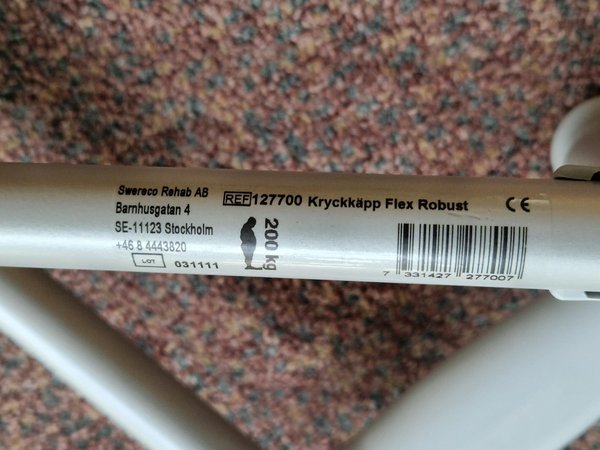 Swereco Rehab AB
Barnhusgatan 4
SE-11123 Stockholm
+46 8 4443820
LOT 031111
200 kg
REF 127700 Kryckkäpp Flex Robust CE
7 331427 277007